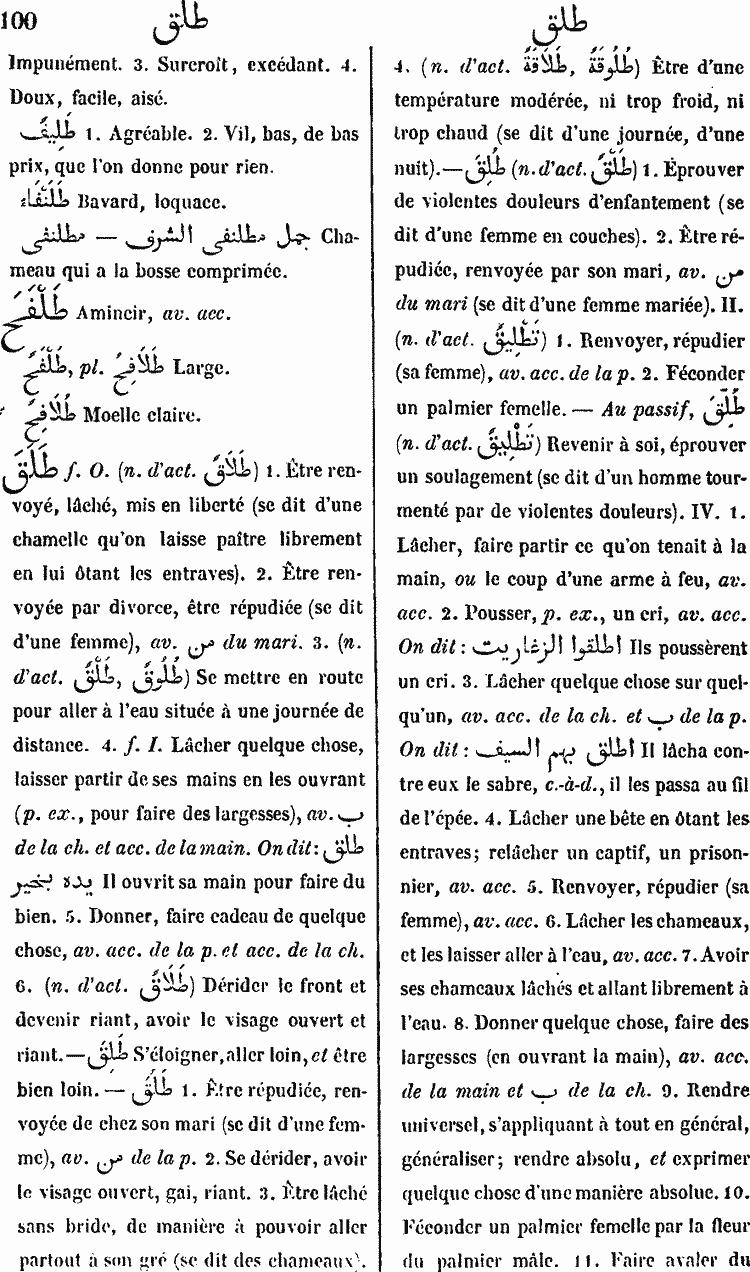 100 طلق
طلق
Impunément. 3. Surcroît, excédant. 4.
Doux, facile, aisé.
طَلِيفٌ 1. Agréable. 2. Vil, bas, de bas
prix, que l'on donne pour rien.
طَلَنْفَاءُ Bavard, loquace.
جمل مطلنفى الشرف — مطلنفى Cha-
meau qui a la bosse comprimée.
طَلْفَحَ Amincir, av. acc.
طَلْفَحٌ, pl. طَلَافِحُ Large.
طُلَافِحٌ Moelle claire.
طَلَقَ f. O. (n. d'act. طَلَاقٌ) 1. Être ren-
voyé, lâché, mis en liberté (se dit d'une
chamelle qu'on laisse paître librement
en lui ôtant les entraves). 2. Être ren-
voyée par divorce, être répudiée (se dit
d'une femme), av. من du mari. 3. (n.
d'act. طَلْقٌ, طُلُوقٌ) Se mettre en route
pour aller à l'eau située à une journée de
distance. 4. f. I. Lâcher quelque chose,
laisser partir de ses mains en les ouvrant
(p. ex., pour faire des largesses), av. ب
de la ch. et acc. de la main. On dit : طلق
يده بخير Il ouvrit sa main pour faire du
bien. 5. Donner, faire cadeau de quelque
chose, av. acc. de la p. et acc. de la ch.
6. (n. d'act. طَلَاقٌ) Dérider le front et
devenir riant, avoir le visage ouvert et
riant. — طَلِقَ S'éloigner, aller loin, et être
bien loin. — طَلُقَ 1. Être répudiée, ren-
voyée de chez son mari (se dit d'une fem-
me), av. من de la p. 2. Se dérider, avoir
le visage ouvert, gai, riant. 3. Être lâché
sans bride, de manière à pouvoir aller
partout à son gré (se dit des chameaux).
4. (n. d'act. طُلُوقَةٌ, طَلَاقَةٌ) Être d'une
température modérée, ni trop froid, ni
trop chaud (se dit d'une journée, d'une
nuit). — طُلِقَ (n. d'act. طَلْقٌ) 1. Éprouver
de violentes douleurs d'enfantement (se
dit d'une femme en couches). 2. Être ré-
pudiée, renvoyée par son mari, av. من
du mari (se dit d'une femme mariée). II.
(n. d'act. تَطْلِيقٌ) 1. Renvoyer, répudier
(sa femme), av. acc. de la p. 2. Féconder
un palmier femelle. — Au passif, طُلِّقَ
(n. d'act. تَطْلِيقٌ) Revenir à soi, éprouver
un soulagement (se dit d'un homme tour-
menté par de violentes douleurs). IV. 1.
Lâcher, faire partir ce qu'on tenait à la
main, ou le coup d'une arme à feu, av.
acc. 2. Pousser, p. ex., un cri, av. acc.
On dit : اطلقوا الزغاريت Ils poussèrent
un cri. 3. Lâcher quelque chose sur quel-
qu'un, av. acc. de la ch. et ب de la p.
On dit : اطلق بهم السيف Il lâcha con-
tre eux le sabre, c.-à-d., il les passa au fil
de l'épée. 4. Lâcher une bête en ôtant les
entraves; relâcher un captif, un prison-
nier, av. acc. 5. Renvoyer, répudier (sa
femme), av. acc. 6. Lâcher les chameaux,
et les laisser aller à l'eau, av. acc. 7. Avoir
ses chameaux lâchés et allant librement à
l'eau. 8. Donner quelque chose, faire des
largesses (en ouvrant la main), av. acc.
de la main et ب de la ch. 9. Rendre
universel, s'appliquant à tout en général,
généraliser; rendre absolu, et exprimer
quelque chose d'une manière absolue. 10.
Féconder un palmier femelle par la fleur
du palmier mâle. 11. Faire avaler du